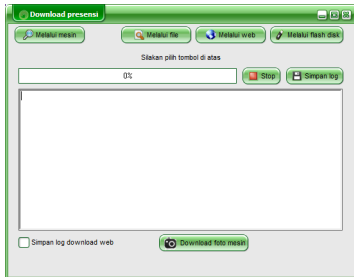 Download presensi
Melalui mesin Melalui file Melalui web Melalui flash disk
Silakan pilih tombol di atas
0% Stop Simpan log
Simpan log download web Download foto mesin